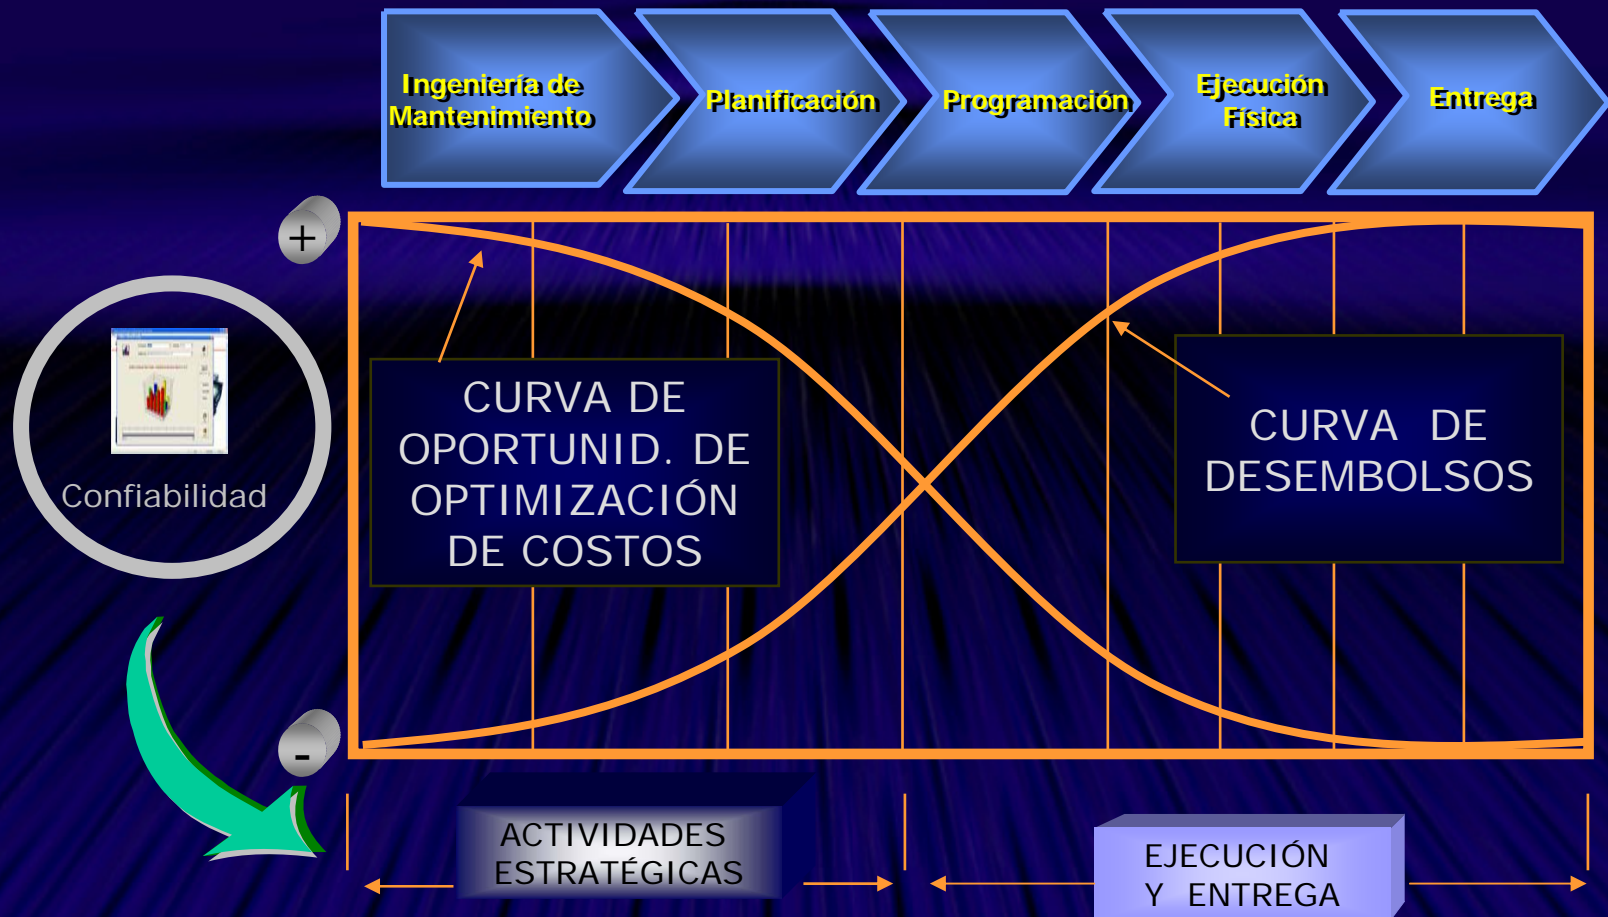 Ingeniería de
Mantenimiento
Planificación
Programación
Ejecución
Física
Entrega
+
Confiabilidad
CURVA DE
OPORTUNID. DE
OPTIMIZACIÓN
DE COSTOS
CURVA DE
DESEMBOLSOS
-
ACTIVIDADES
ESTRATÉGICAS
EJECUCIÓN
Y ENTREGA